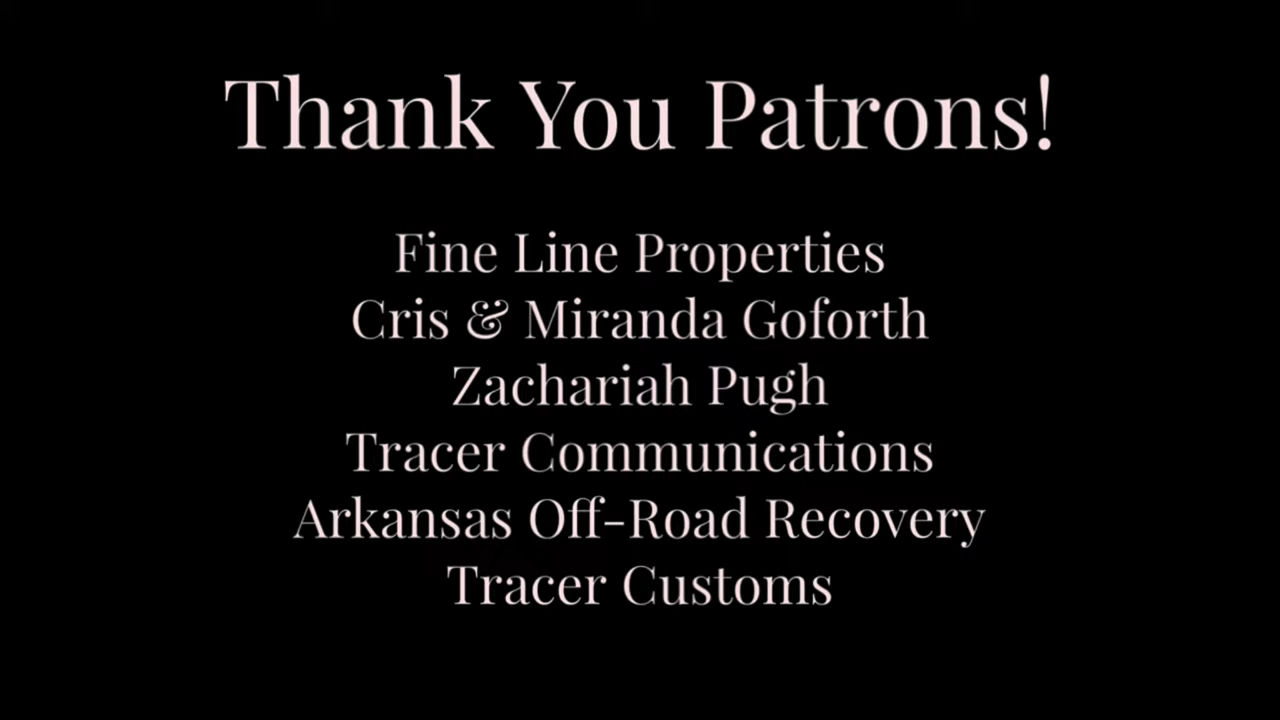 Thank You Patrons!
Fine Line Properties
Cris & Miranda Goforth
Zachariah Pugh
Tracer Communications
Arkansas Off-Road Recovery
Tracer Customs